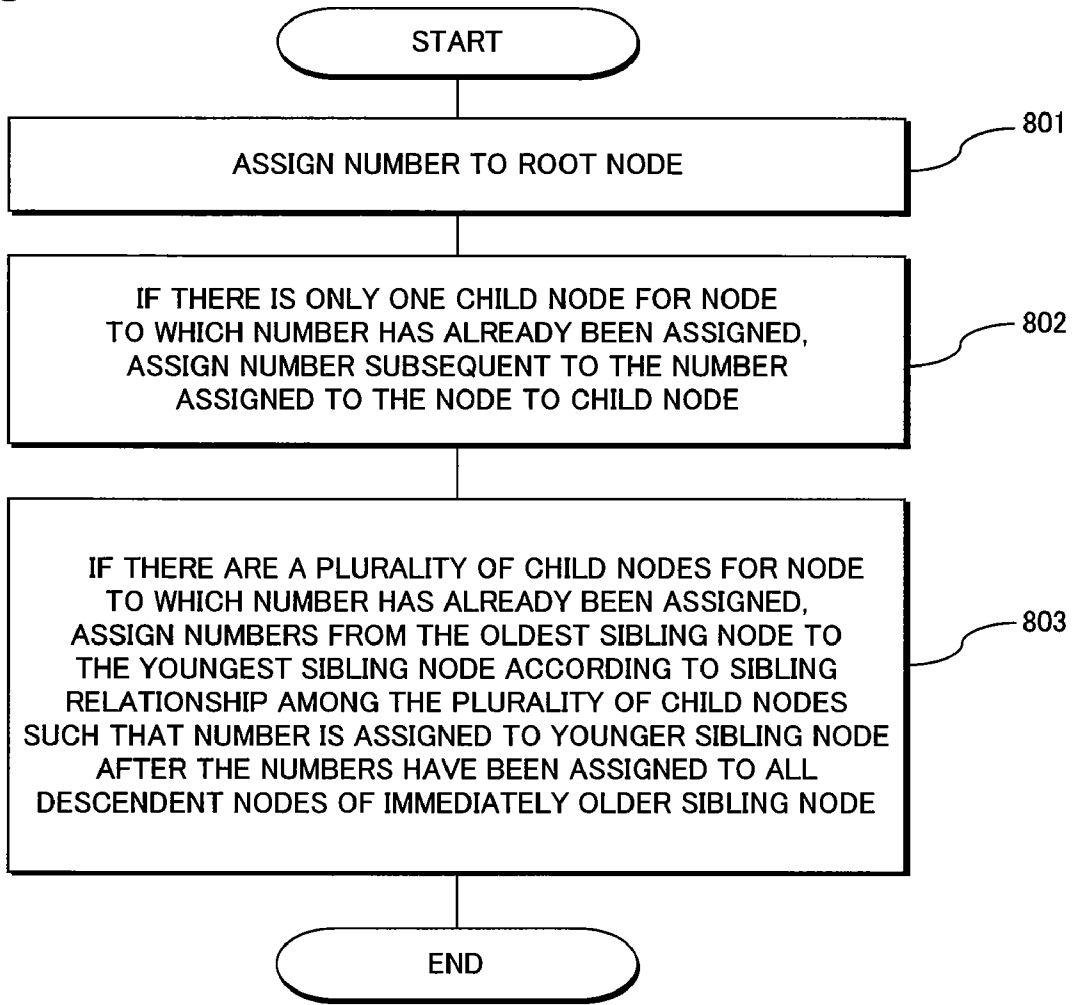 START
ASSIGN NUMBER TO ROOT NODE
801
IF THERE IS ONLY ONE CHILD NODE FOR NODE
TO WHICH NUMBER HAS ALREADY BEEN ASSIGNED,
ASSIGN NUMBER SUBSEQUENT TO THE NUMBER
ASSIGNED TO THE NODE TO CHILD NODE
802
IF THERE ARE A PLURALITY OF CHILD NODES FOR NODE
TO WHICH NUMBER HAS ALREADY BEEN ASSIGNED,
ASSIGN NUMBERS FROM THE OLDEST SIBLING NODE TO
THE YOUNGEST SIBLING NODE ACCORDING TO SIBLING
RELATIONSHIP AMONG THE PLURALITY OF CHILD NODES
SUCH THAT NUMBER IS ASSIGNED TO YOUNGER SIBLING NODE
AFTER THE NUMBERS HAVE BEEN ASSIGNED TO ALL
DESCENDENT NODES OF IMMEDIATELY OLDER SIBLING NODE
803
END